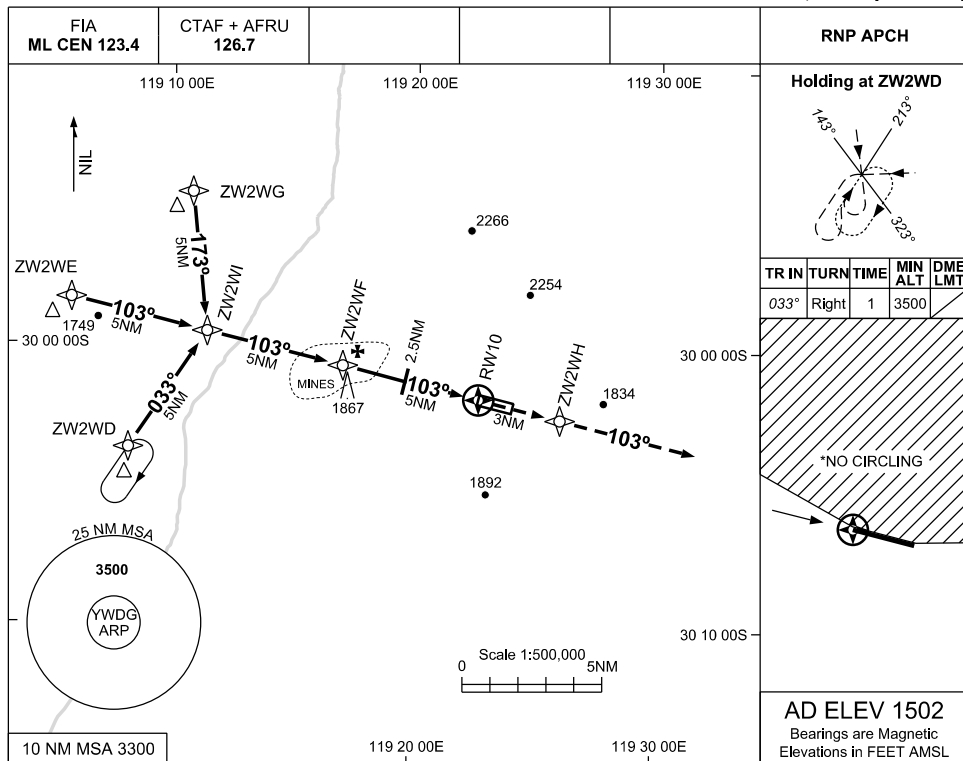 FIA
ML CEN 123.4
CTAF + AFRU
126.7
RNP APCH
119 10 00E
119 20 00E
119 30 00E
NIL
ZW2WG
173°
5NM
ZW2WE
103°
5NM
1749
30 00 00S
ZW2WI
103°
5NM
ZW2WF
MINES
1867
2.5NM
103°
5NM
RW10
3NM
ZW2WH
103°
2266
2254
1834
1892
30 00 00S
033°
5NM
ZW2WD
25 NM MSA
3500
YWDG
ARP
30 10 00S
Scale 1:500,000
0 5NM
10 NM MSA 3300
119 20 00E
119 30 00E
Holding at ZW2WD
143°
213°
323°
TR IN TURN TIME MIN ALT DME LMT
033° Right 1 3500
*NO CIRCLING
AD ELEV 1502
Bearings are Magnetic
Elevations in FEET AMSL